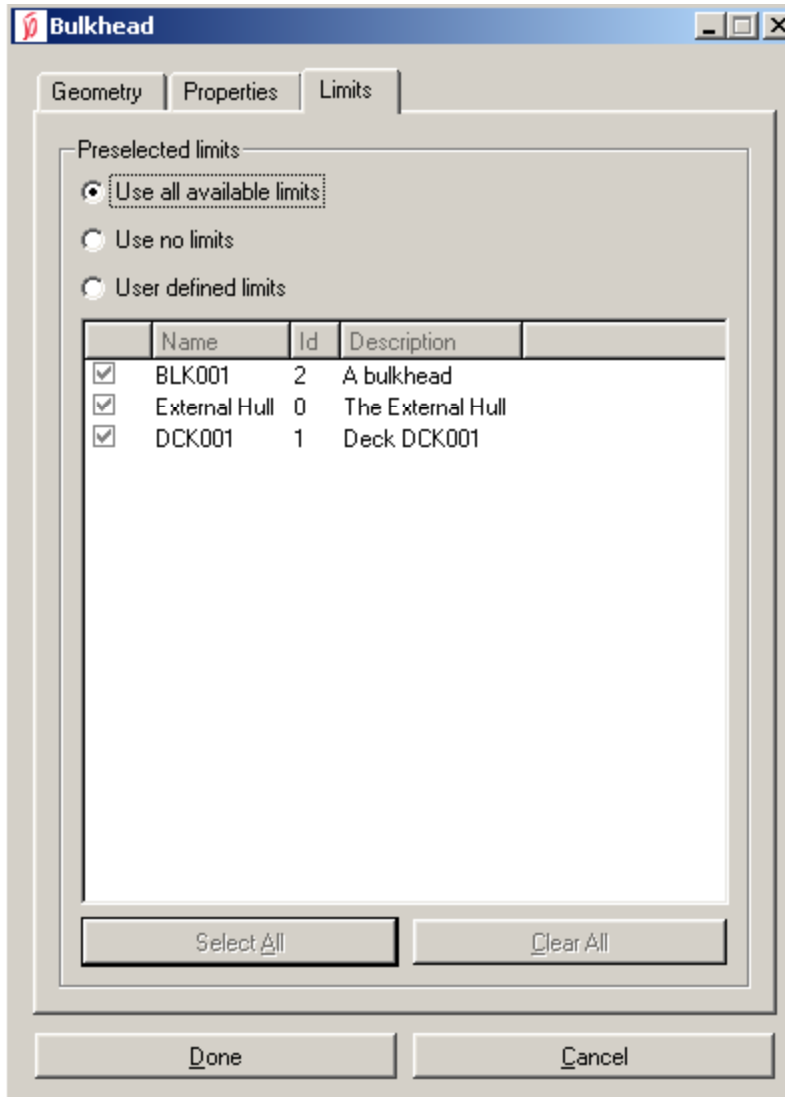 Bulkhead
Geometry Properties Limits
Preselected limits
Use all available limits
Use no limits
User defined limits
Name Id Description
BLK001 2 A bulkhead
External Hull 0 The External Hull
DCK001 1 Deck DCK001
Select All Clear All
Done Cancel